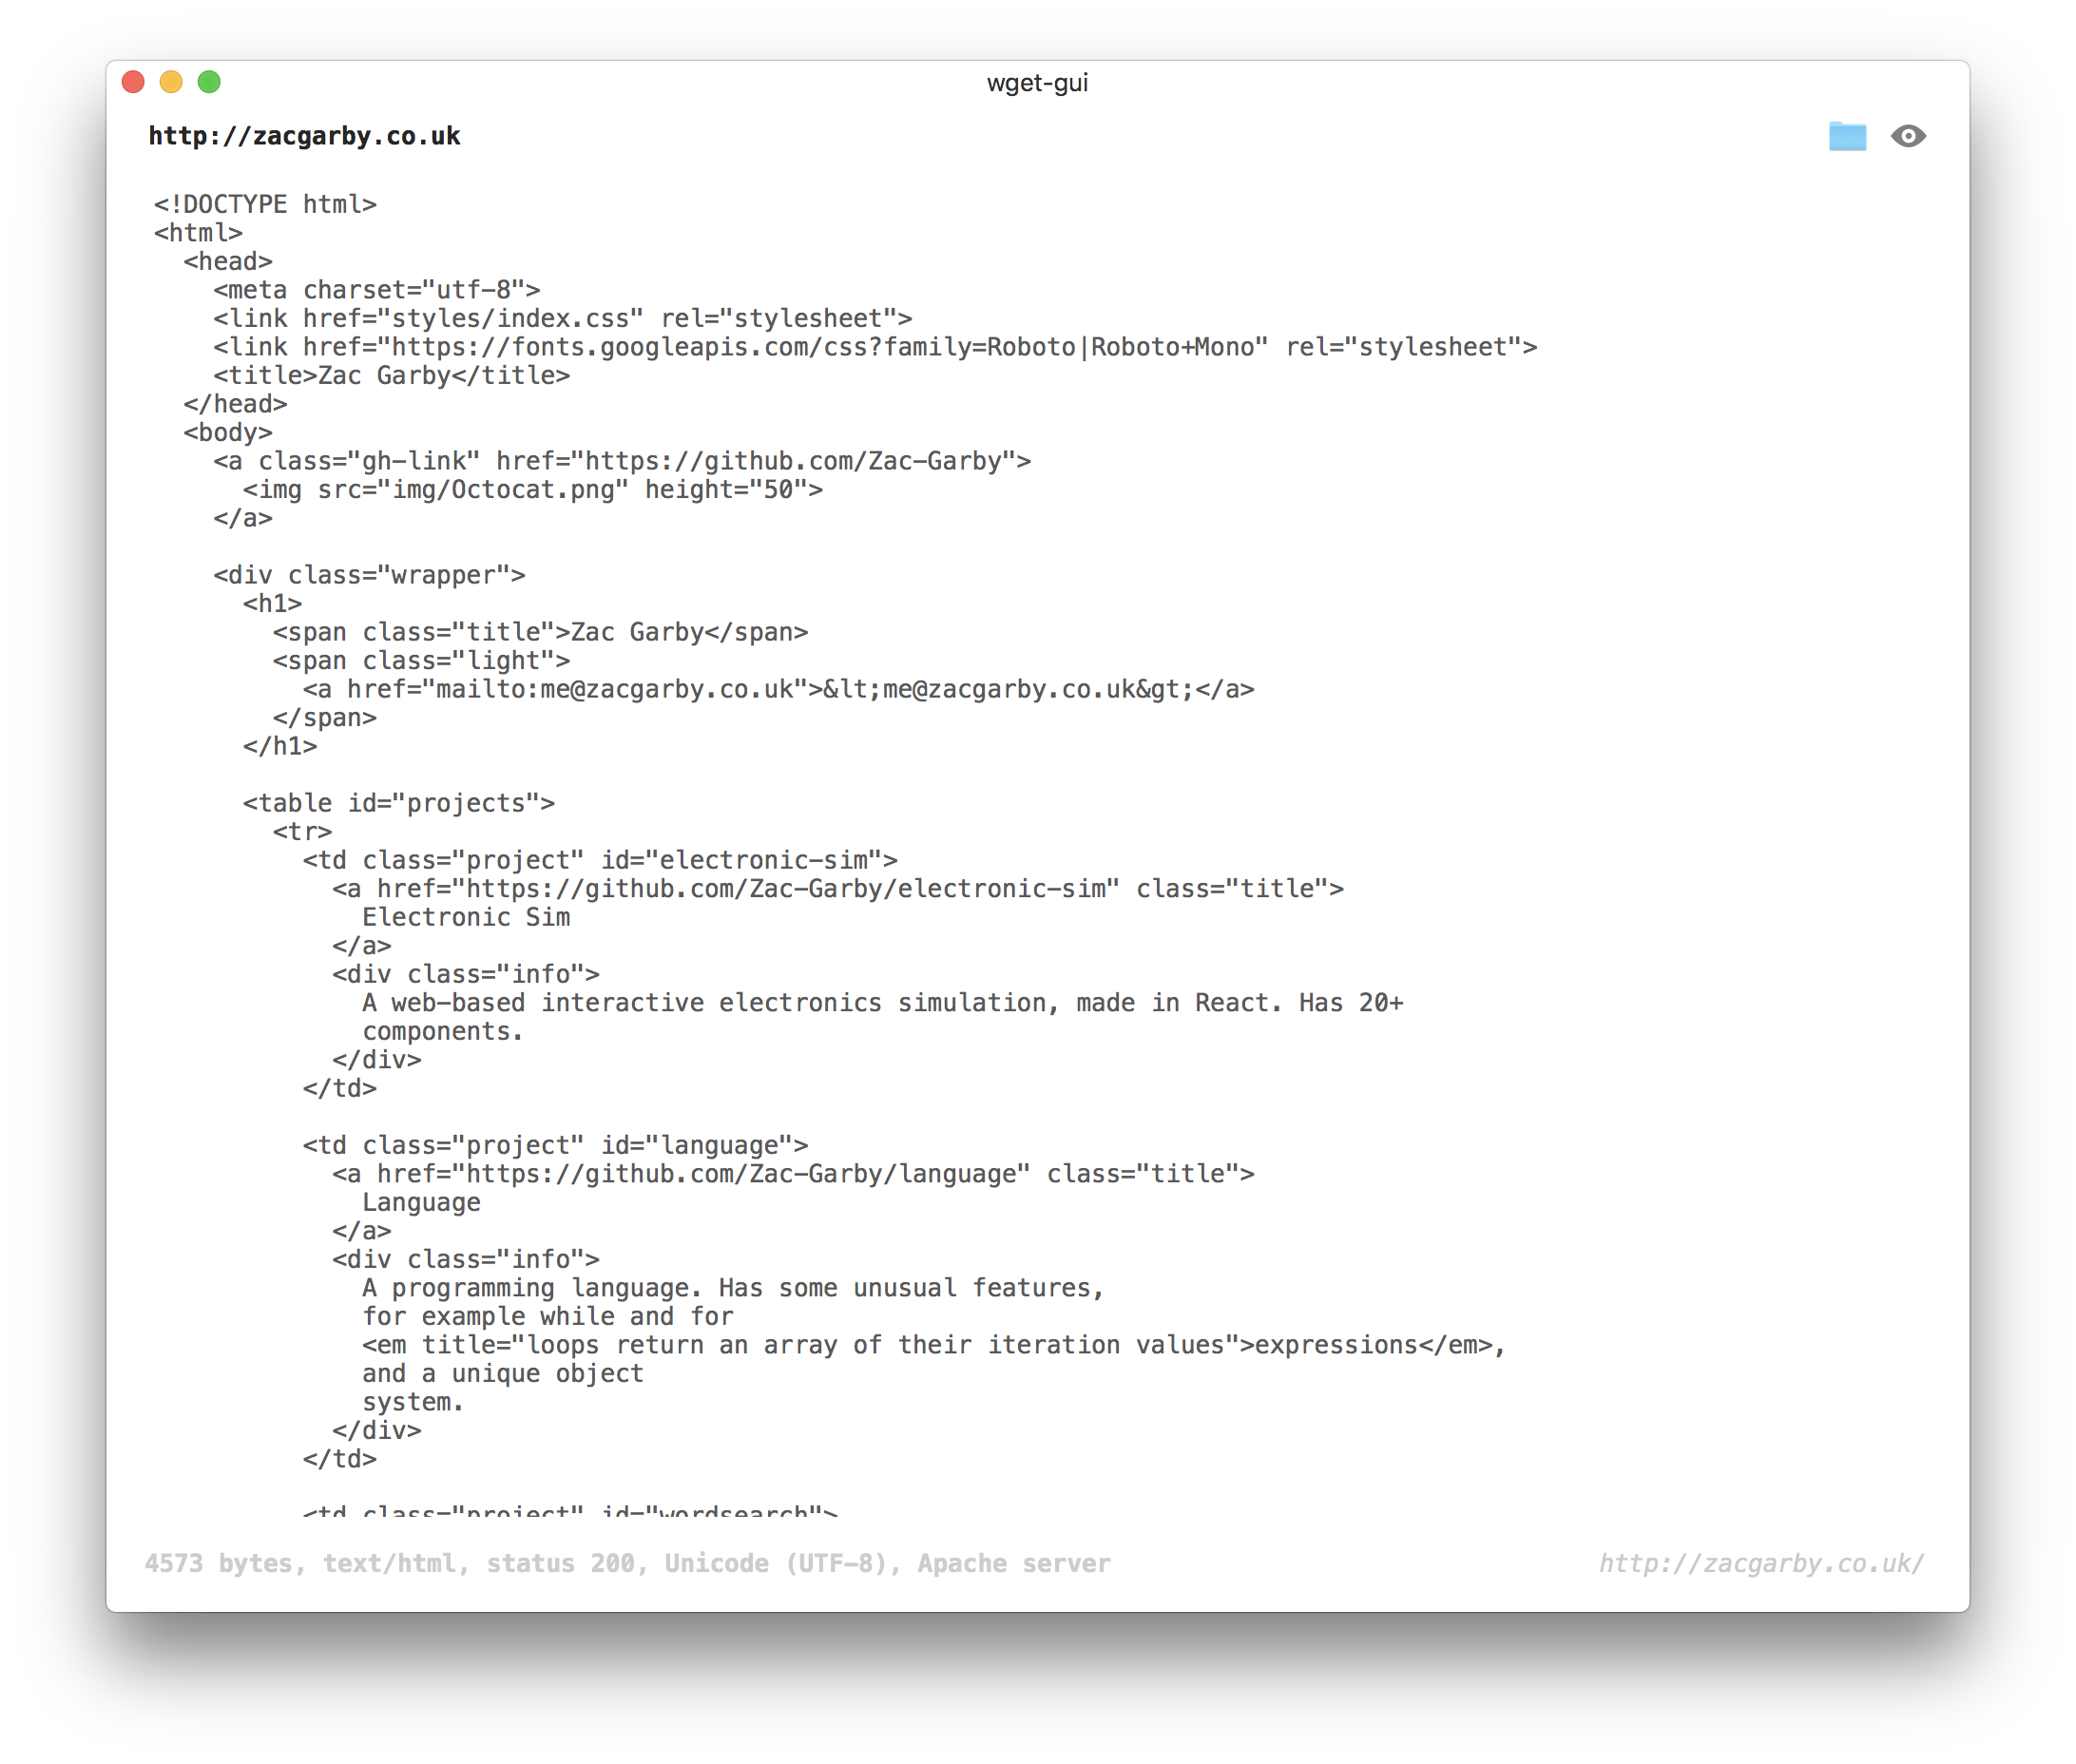 wget-gui
http://zacgarby.co.uk
<!DOCTYPE html>
<html>
  <head>
    <meta charset="utf-8">
    <link href="styles/index.css" rel="stylesheet">
    <link href="https://fonts.googleapis.com/css?family=Roboto|Roboto+Mono" rel="stylesheet">
    <title>Zac Garby</title>
  </head>
  <body>
    <a class="gh-link" href="https://github.com/Zac-Garby">
      <img src="img/Octocat.png" height="50">
    </a>

    <div class="wrapper">
      <h1>
        <span class="title">Zac Garby</span>
        <span class="light">
          <a href="mailto:me@zacgarby.co.uk">&lt;me@zacgarby.co.uk&gt;</a>
        </span>
      </h1>

      <table id="projects">
        <tr>
          <td class="project" id="electronic-sim">
            <a href="https://github.com/Zac-Garby/electronic-sim" class="title">
              Electronic Sim
            </a>
            <div class="info">
              A web-based interactive electronics simulation, made in React. Has 20+
              components.
            </div>
          </td>

          <td class="project" id="language">
            <a href="https://github.com/Zac-Garby/language" class="title">
              Language
            </a>
            <div class="info">
              A programming language. Has some unusual features,
              for example while and for
              <em title="loops return an array of their iteration values">expressions</em>,
              and a unique object
              system.
            </div>
          </td>

          <td class="project" id="wordsearch">
4573 bytes, text/html, status 200, Unicode (UTF-8), Apache server
http://zacgarby.co.uk/